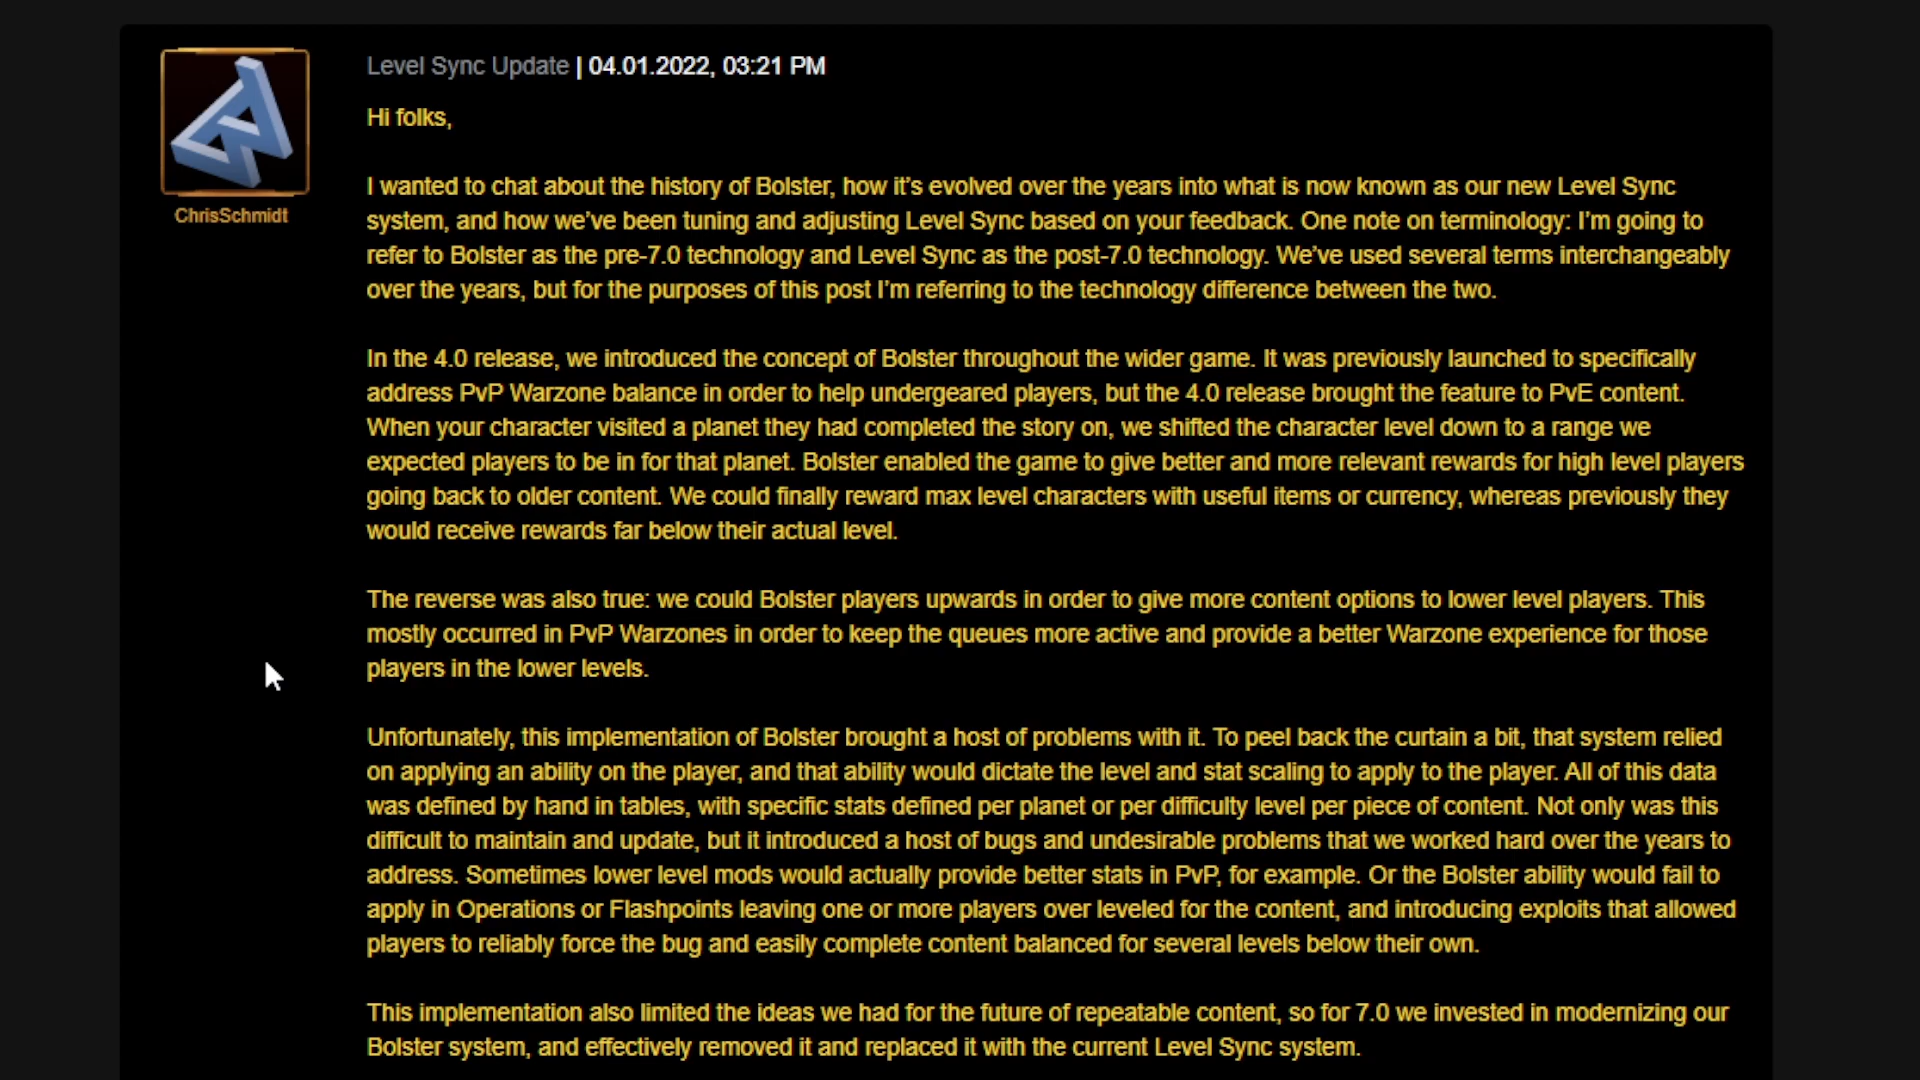 Level Sync Update | 04.01.2022, 03:21 PM
ChrisSchmidt
Hi folks,
I wanted to chat about the history of Bolster, how it's evolved over the years into what is now known as our new Level Sync
system, and how we've been tuning and adjusting Level Sync based on your feedback. One note on terminology: I'm going to
refer to Bolster as the pre-7.0 technology and Level Sync as the post-7.0 technology. We've used several terms interchangeably
over the years, but for the purposes of this post I'm referring to the technology difference between the two.
In the 4.0 release, we introduced the concept of Bolster throughout the wider game. It was previously launched to specifically
address PvP Warzone balance in order to help undergeared players, but the 4.0 release brought the feature to PvE content.
When your character visited a planet they had completed the story on, we shifted the character level down to a range we
expected players to be in for that planet. Bolster enabled the game to give better and more relevant rewards for high level players
going back to older content. We could finally reward max level characters with useful items or currency, whereas previously they
would receive rewards far below their actual level.
The reverse was also true: we could Bolster players upwards in order to give more content options to lower level players. This
mostly occurred in PvP Warzones in order to keep the queues more active and provide a better Warzone experience for those
players in the lower levels.
Unfortunately, this implementation of Bolster brought a host of problems with it. To peel back the curtain a bit, that system relied
on applying an ability on the player, and that ability would dictate the level and stat scaling to apply to the player. All of this data
was defined by hand in tables, with specific stats defined per planet or per difficulty level per piece of content. Not only was this
difficult to maintain and update, but it introduced a host of bugs and undesirable problems that we worked hard over the years to
address. Sometimes lower level mods would actually provide better stats in PvP, for example. Or the Bolster ability would fail to
apply in Operations or Flashpoints leaving one or more players over leveled for the content, and introducing exploits that allowed
players to reliably force the bug and easily complete content balanced for several levels below their own.
This implementation also limited the ideas we had for the future of repeatable content, so for 7.0 we invested in modernizing our
Bolster system, and effectively removed it and replaced it with the current Level Sync system.